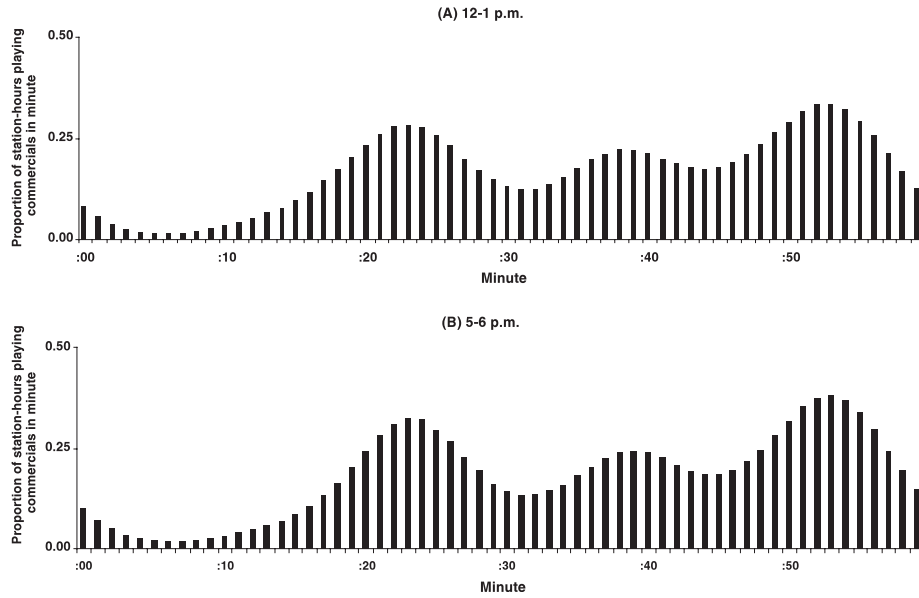 (A) 12-1 p.m.
Proportion of station-hours playing
commercials in minute
0.50
0.25
0.00
:00 :10 :20 :30 :40 :50
Minute
(B) 5-6 p.m.
Proportion of station-hours playing
commercials in minute
0.50
0.25
0.00
:00 :10 :20 :30 :40 :50
Minute